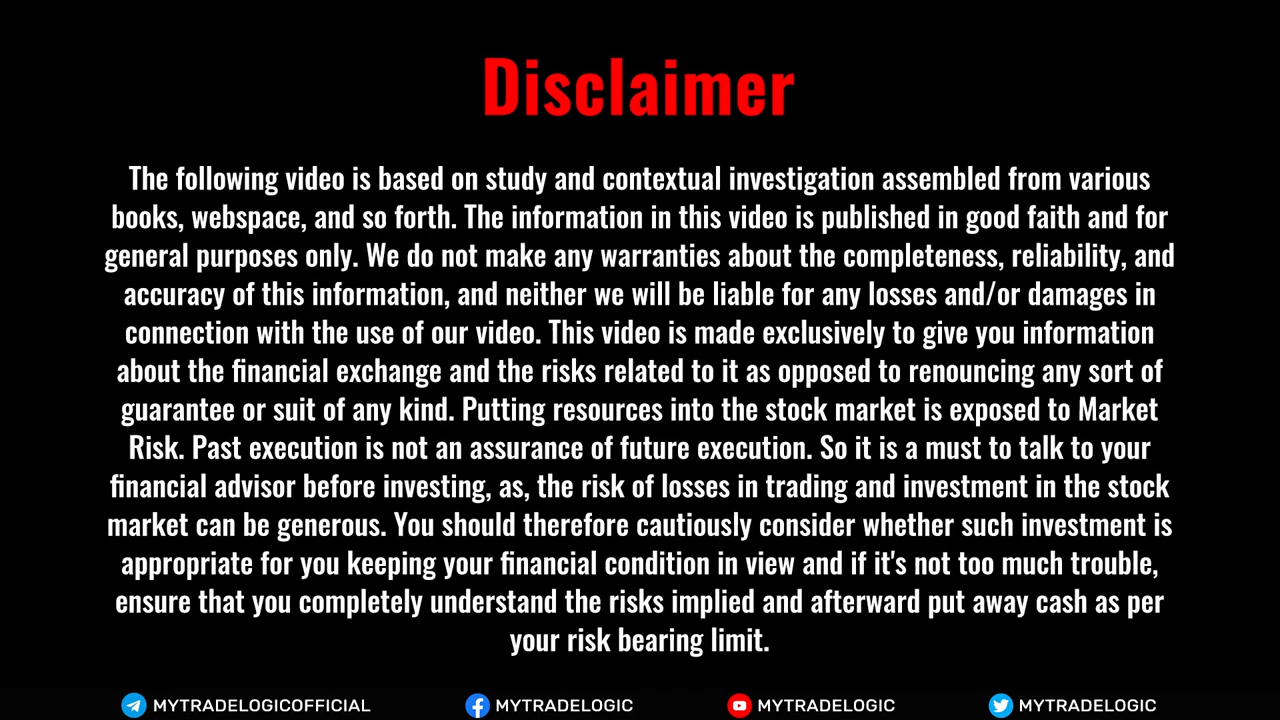 Disclaimer
The following video is based on study and contextual investigation assembled from various
books, webspace, and so forth. The information in this video is published in good faith and for
general purposes only. We do not make any warranties about the completeness, reliability, and
accuracy of this information, and neither we will be liable for any losses and/or damages in
connection with the use of our video. This video is made exclusively to give you information
about the financial exchange and the risks related to it as opposed to renouncing any sort of
guarantee or suit of any kind. Putting resources into the stock market is exposed to Market
Risk. Past execution is not an assurance of future execution. So it is a must to talk to your
financial advisor before investing, as, the risk of losses in trading and investment in the stock
market can be generous. You should therefore cautiously consider whether such investment is
appropriate for you keeping your financial condition in view and if it's not too much trouble,
ensure that you completely understand the risks implied and afterward put away cash as per
your risk bearing limit.
MYTRADELOGICOFFICIAL MYTRADELOGIC MYTRADELOGIC MYTRADELOGIC